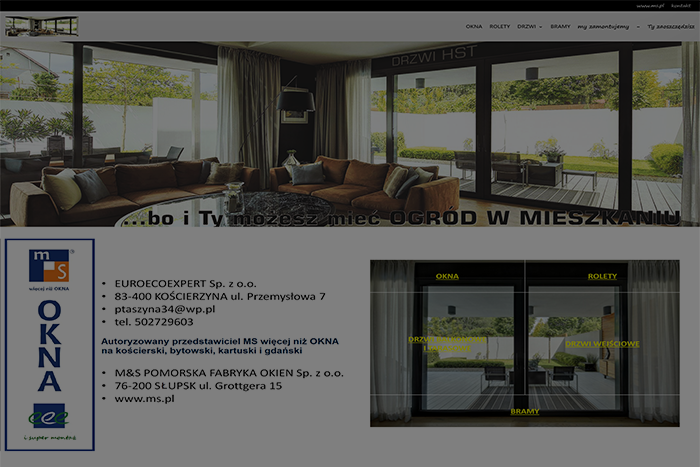 www.ms.pl kontakt
OKNA ROLETY DRZWI BRAMY my zamontujemy - Ty zaoszczędzisz
DRZWI HST
...bo i Ty możesz mieć OGRÓD W MIESZKANIU
ms
więcej niż OKNA
OKNA
eee
i super montaż
• EUROECOEXPERT Sp. z o.o.
• 83-400 KOŚCIERZYNA ul. Przemysłowa 7
• ptaszyna34@wp.pl
• tel. 502729603
Autoryzowany przedstawiciel MS więcej niż OKNA
na kościerski, bytowski, kartuski i gdański
• M&S POMORSKA FABRYKA OKIEN Sp. z o.o.
• 76-200 SŁUPSK ul. Grottgera 15
• www.ms.pl
OKNA ROLETY
DRZWI
DRZWI WEJŚCIOWE
BRAMY